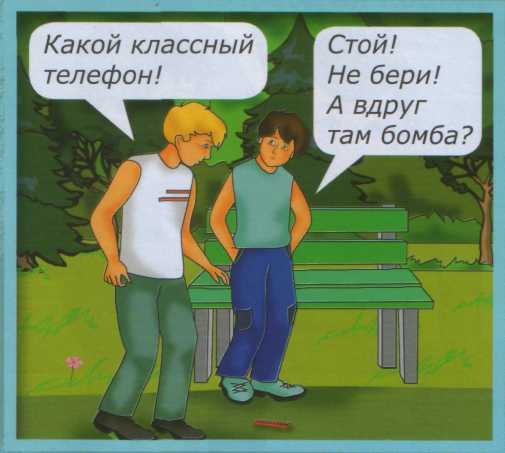 Какой классный
телефон!
Стой!
Не бери!
А вдруг
там бомба?